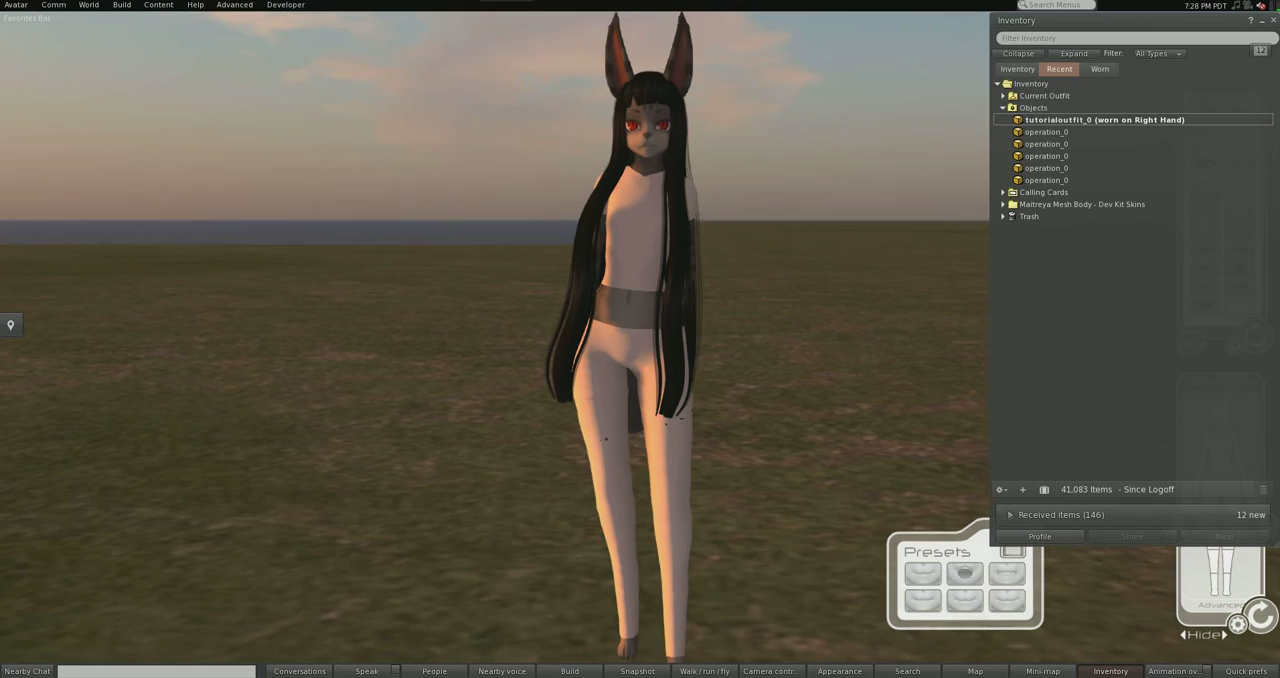 Avatar Comm World Build Content Help Advanced Developer Search Menus 7:28 PM PDT
Favorites Bar
Inventory ?
Filter Inventory
Collapse Expand Filter: All Types 12
Inventory Recent Worn
Inventory
Current Outfit
Objects
tutorialoutfit_0 (worn on Right Hand)
operation_0
operation_0
operation_0
operation_0
operation_0
Calling Cards
Maitreya Mesh Body - Dev Kit Skins
Trash
41,083 Items - Since Logoff
Received items (146) 12 new
Profile Share Wear
Presets
Advanced
Hide
Nearby Chat Conversations Speak People Nearby voice Build Snapshot Walk / run / fly Camera contr... Appearance Search Map Mini-map Inventory Animation ov... Quick prefs